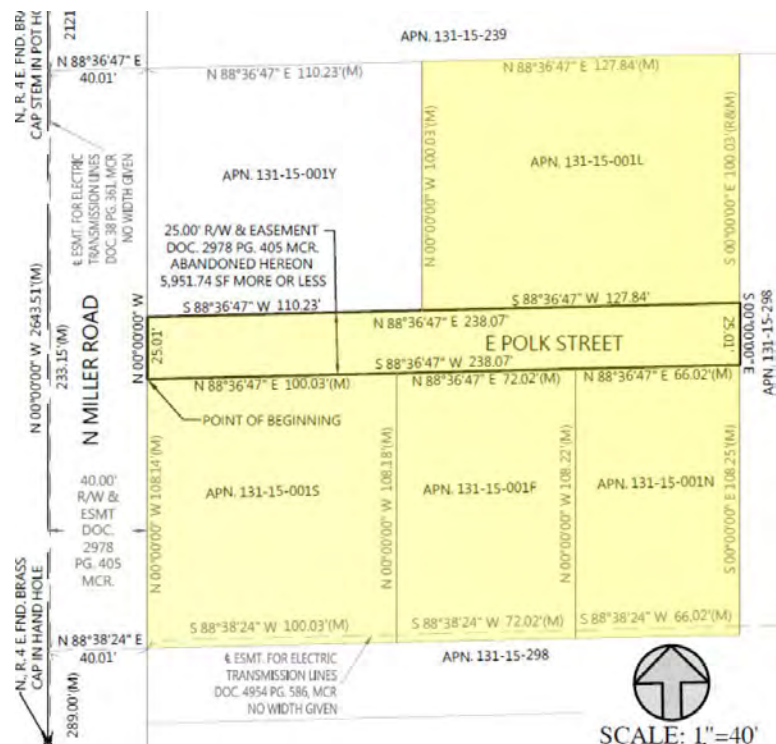 N., R. 4 E. FND. BRA
CAP STEM IN POT HO
2121
APN. 131-15-239
N 88°36'47" E
40.01'
N 88°36'47" E 110.23'(M)
N 88°36'47" E 127.84'(M)
℄ ESMT. FOR ELECTRIC
TRANSMISSION LINES
DOC. 38 PG. 361, MCR
NO WIDTH GIVEN
APN. 131-15-001Y
N 00°00'00" W 100.03'(M)
APN. 131-15-001L
S 00°00'00" E 100.03'(R&M)
25.00' R/W & EASEMENT
DOC. 2978 PG. 405 MCR.
ABANDONED HEREON
5,951.74 SF MORE OR LESS
S 88°36'47" W 110.23'
S 88°36'47" W 127.84'
N 00°00'00" W 2643.51'(M)
233.15'(M)
N MILLER ROAD
N 00°00'00" W
25.01'
N 88°36'47" E 238.07'
E POLK STREET
S 88°36'47" W 238.07'
25.01'
S 00°00'00" E
APN. 131-15-298
N 88°36'47" E 100.03'(M)
N 88°36'47" E 72.02'(M)
N 88°36'47" E 66.02'(M)
POINT OF BEGINNING
40.00'
R/W &
ESMT
DOC.
2978
PG. 405
MCR.
N 00°00'00" W 108.14'(M)
APN. 131-15-001S
N 00°00'00" W 108.18'(M)
APN. 131-15-001F
N 00°00'00" W 108.22'(M)
APN. 131-15-001N
S 00°00'00" E 108.25'(M)
N., R. 4 E. FND. BRASS
CAP IN HAND HOLE
N 88°38'24" E
40.01'
S 88°38'24" W 100.03'(M)
S 88°38'24" W 72.02'(M)
S 88°38'24" W 66.02'(M)
289.00'(M)
℄ ESMT. FOR ELECTRIC
TRANSMISSION LINES
DOC. 4954 PG. 586, MCR
NO WIDTH GIVEN
APN. 131-15-298
SCALE: 1"=40'